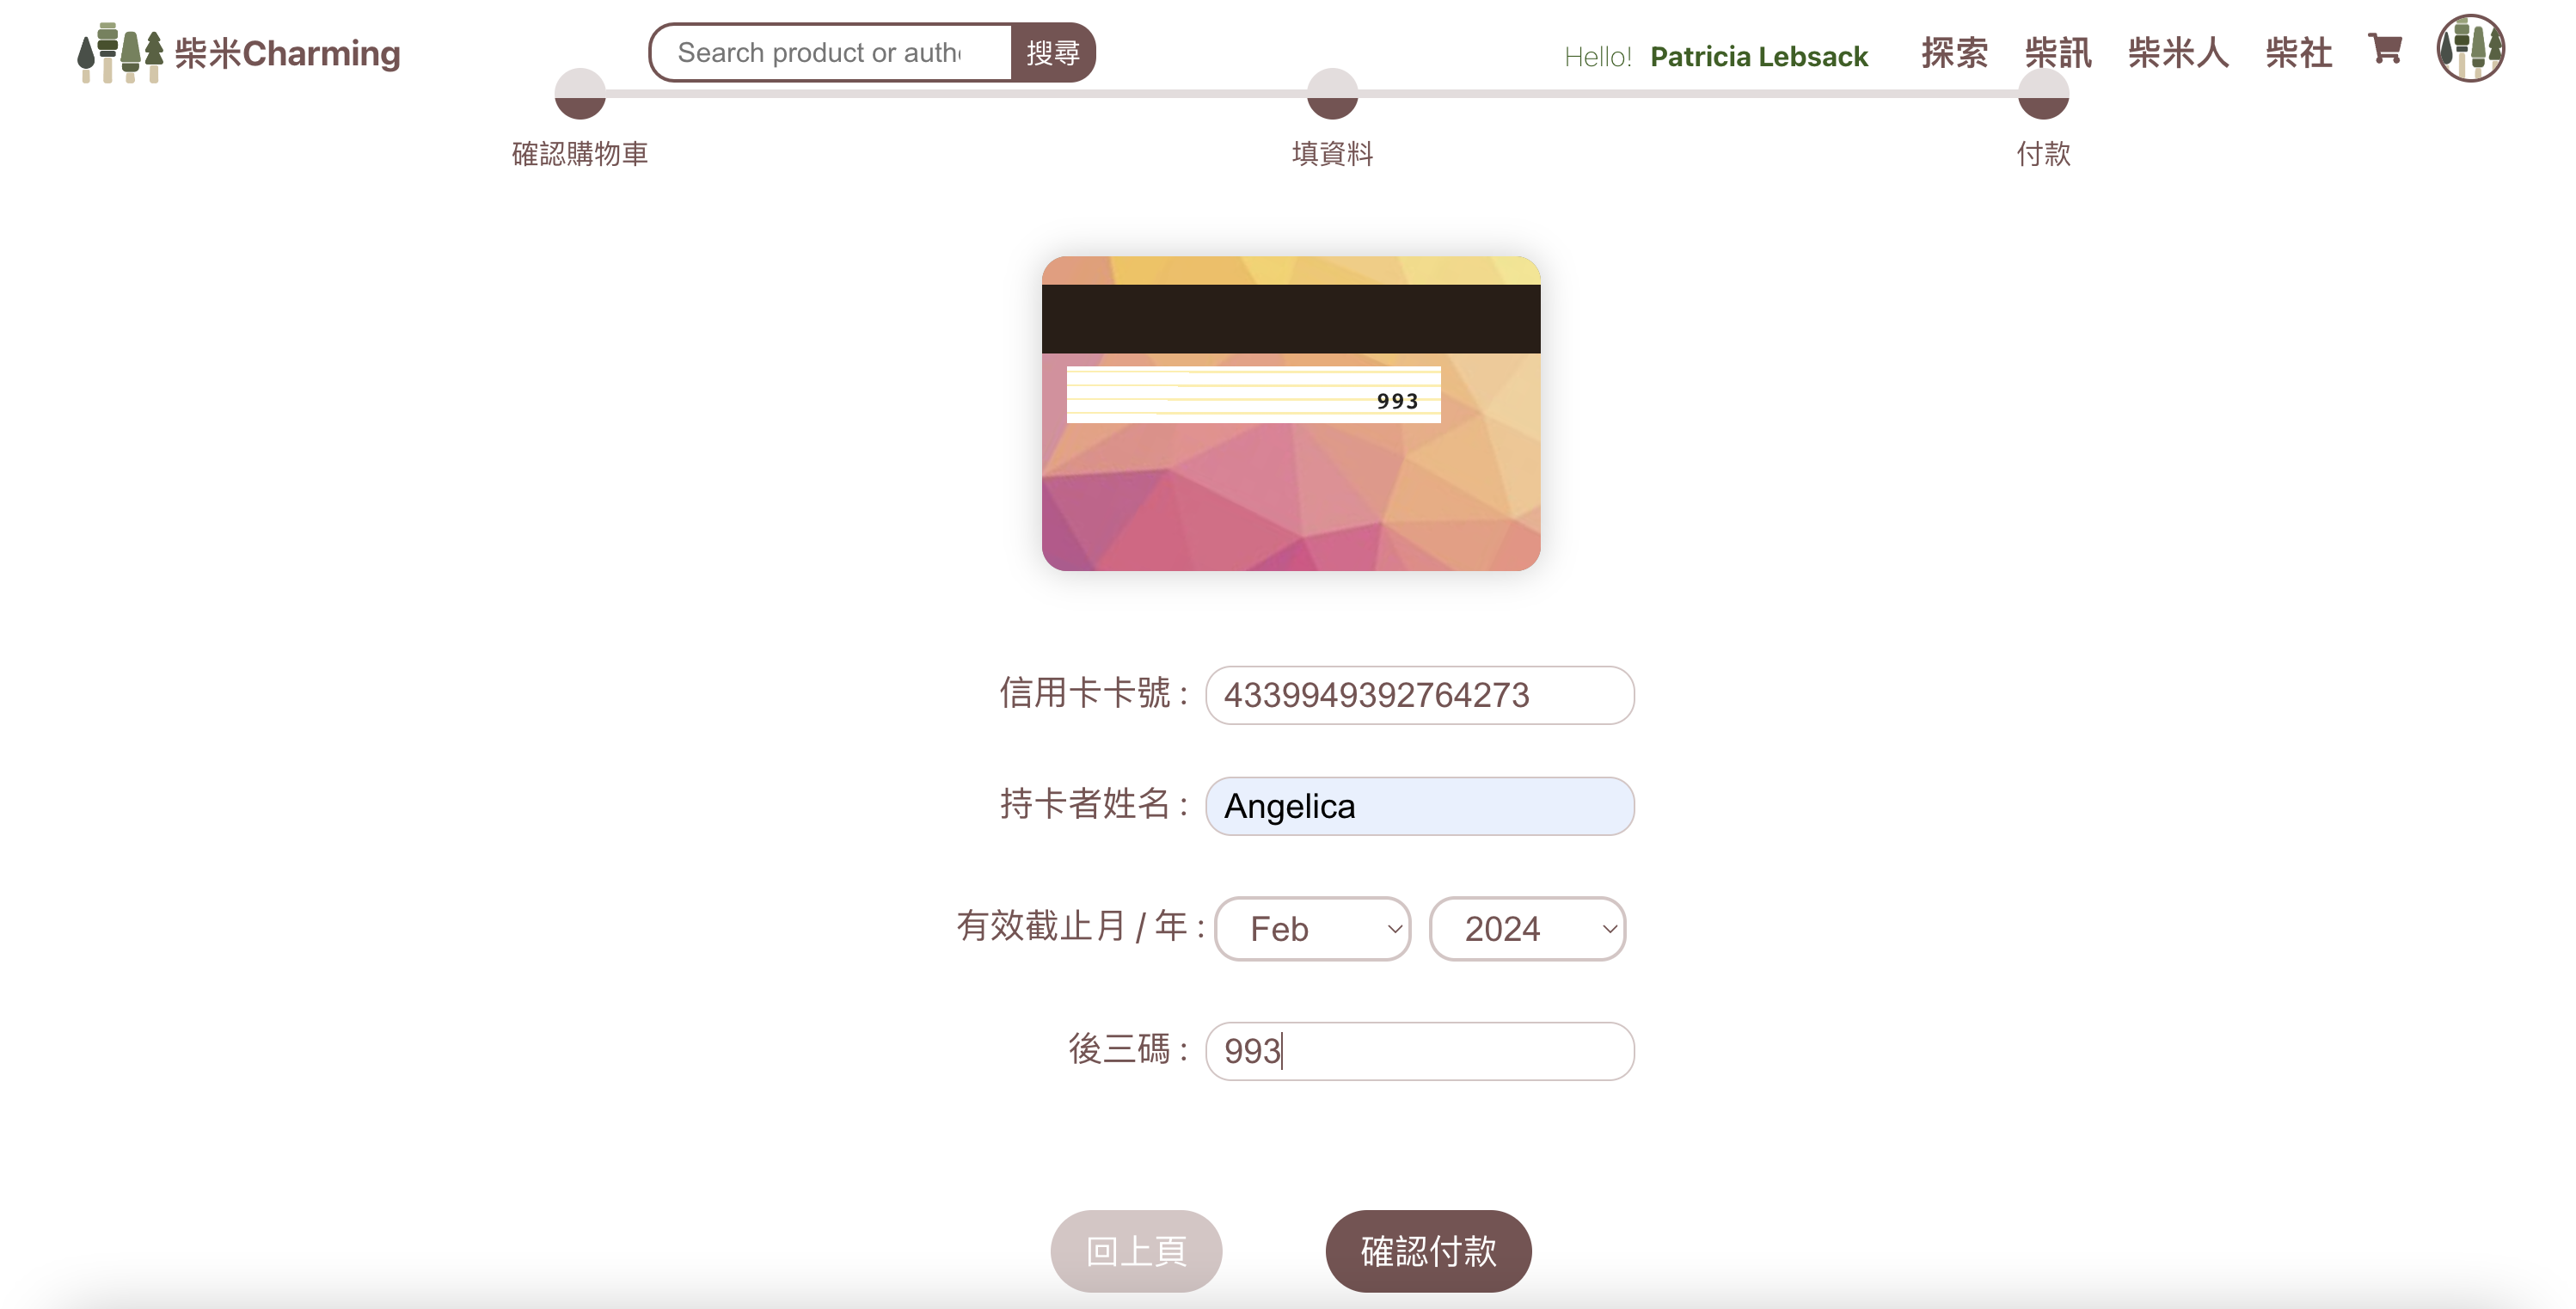 柴米Charming
Search product or auth
搜尋
Hello! Patricia Lebsack
探索 柴訊 柴米人 柴社
確認購物車 填資料 付款
993
信用卡卡號 : 4339949392764273
持卡者姓名 : Angelica
有效截止月 / 年 : Feb 2024
後三碼 : 993
回上頁 確認付款